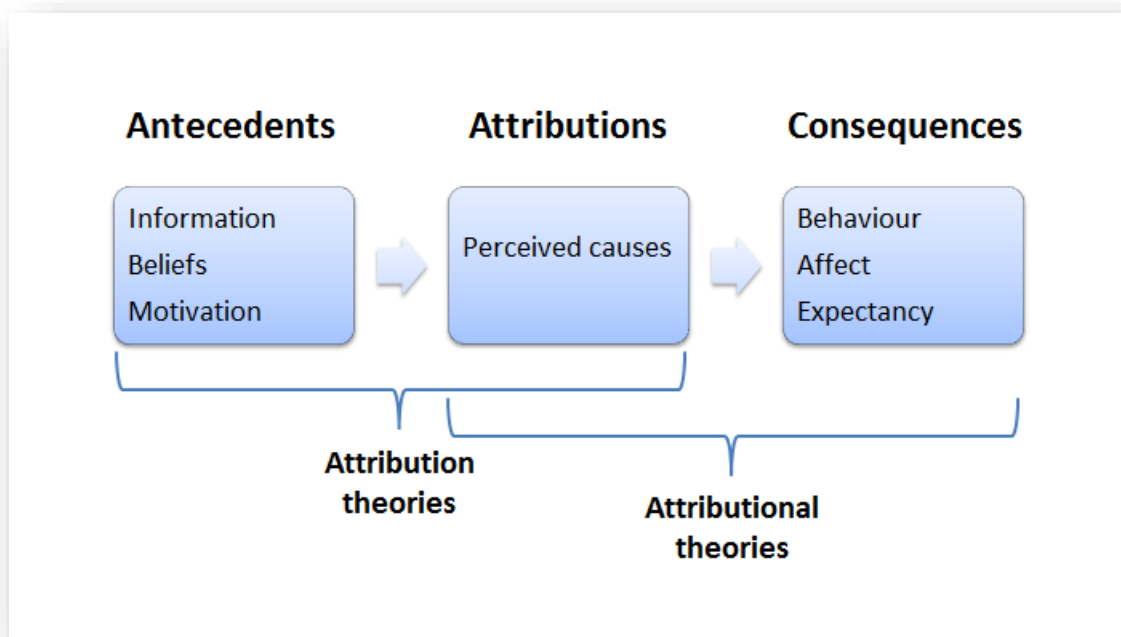 Antecedents
Attributions
Consequences
Information
Beliefs
Motivation
Perceived causes
Behaviour
Affect
Expectancy
Attribution
theories
Attributional
theories